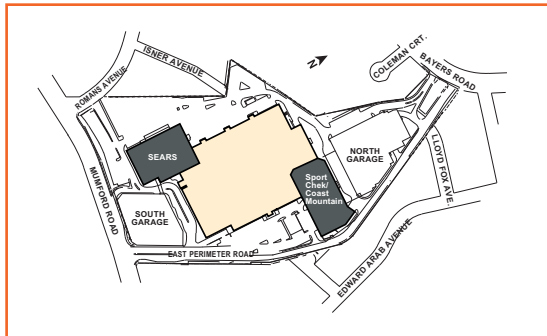 COLEMAN CRT.
BAYERS ROAD
ISNER AVENUE
N
ROMANS AVENUE
SEARS
NORTH
GARAGE
LLOYD FOX AVE.
Sport
Chek/
Coast
Mountain
MUMFORD ROAD
SOUTH
GARAGE
EAST PERIMETER ROAD
EDWARD ARAB AVENUE